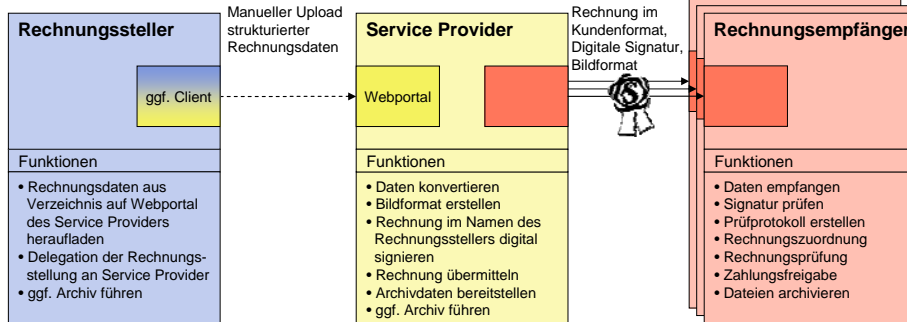 Rechnungssteller
ggf. Client
Funktionen
• Rechnungsdaten aus
Verzeichnis auf Webportal
des Service Providers
heraufladen
• Delegation der Rechnungs-
stellung an Service Provider
• ggf. Archiv führen
Manueller Upload
strukturierter
Rechnungsdaten
Service Provider
Webportal
Funktionen
• Daten konvertieren
• Bildformat erstellen
• Rechnung im Namen des
Rechnungsstellers digital
signieren
• Rechnung übermitteln
• Archivdaten bereitstellen
• ggf. Archiv führen
Rechnung im
Kundenformat,
Digitale Signatur,
Bildformat
S
Rechnungsempfänger
Funktionen
• Daten empfangen
• Signatur prüfen
• Prüfprotokoll erstellen
• Rechnungszuordnung
• Rechnungsprüfung
• Zahlungsfreigabe
• Dateien archivieren